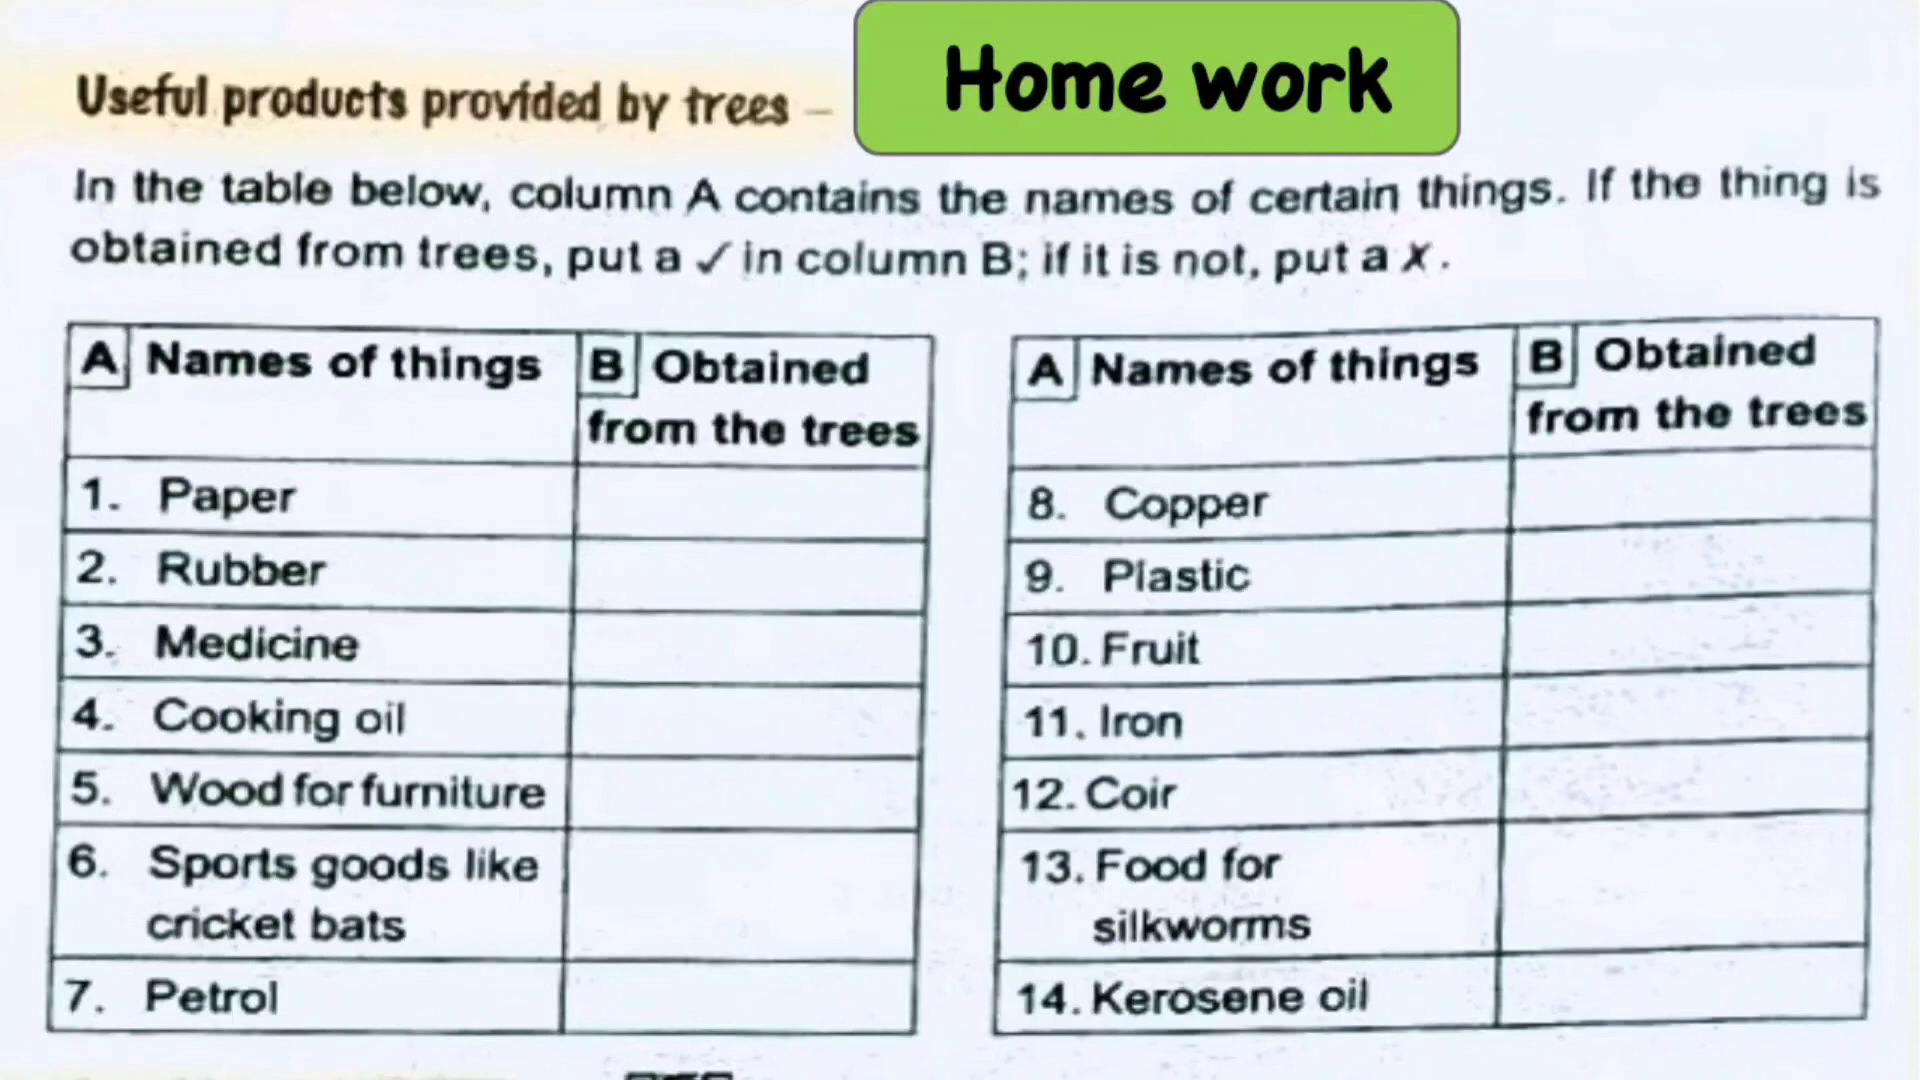 Home work
Useful products provided by trees –
In the table below, column A contains the names of certain things. If the thing is
obtained from trees, put a ✓ in column B; if it is not, put a ✗.
A Names of things B Obtained
from the trees
1. Paper
2. Rubber
3. Medicine
4. Cooking oil
5. Wood for furniture
6. Sports goods like
cricket bats
7. Petrol
A Names of things B Obtained
from the trees
8. Copper
9. Plastic
10. Fruit
11. Iron
12. Coir
13. Food for
silkworms
14. Kerosene oil